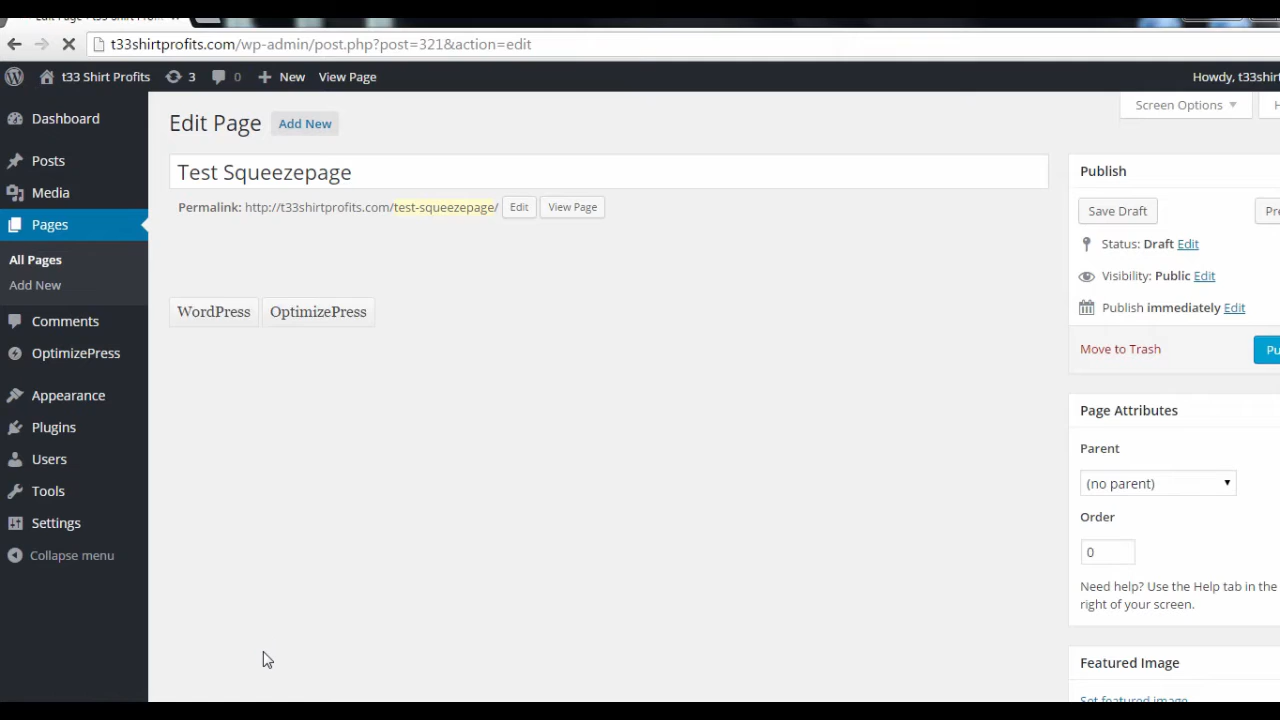 t33shirtprofits.com/wp-admin/post.php?post=321&action=edit
t33 Shirt Profits 3 0 New View Page Howdy,
Screen Options
Edit Page Add New
Test Squeezepage
Permalink: http://t33shirtprofits.com/test-squeezepage/ Edit View Page
WordPress OptimizePress
Dashboard
Posts
Media
Pages
All Pages
Add New
Comments
OptimizePress
Appearance
Plugins
Users
Tools
Settings
Collapse menu
Publish
Save Draft
Status: Draft Edit
Visibility: Public Edit
Publish immediately Edit
Move to Trash
Page Attributes
Parent
(no parent)
Order
0
Need help? Use the Help tab in the
right of your screen.
Featured Image
Set featured image